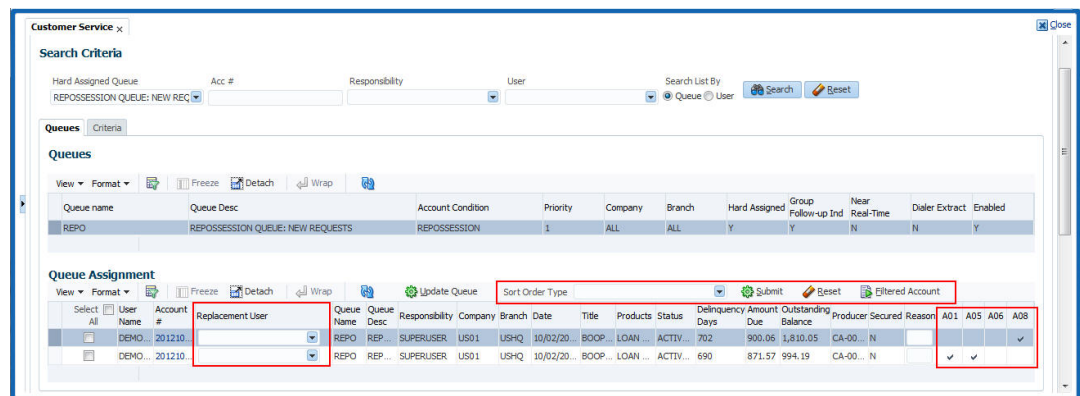 Customer Service ×
Close
Search Criteria
Hard Assigned Queue Acc # Responsibility User Search List By
REPOSSESSION QUEUE: NEW REQ Queue User Search Reset
Queues Criteria
Queues
View Format Freeze Detach Wrap
Queue name Queue Desc Account Condition Priority Company Branch Hard Assigned Group Follow-up Ind Near Real-Time Dialer Extract Enabled
REPO REPOSSESSION QUEUE: NEW REQUESTS REPOSSESSION 1 ALL ALL Y Y N N Y
Queue Assignment
View Format Freeze Detach Wrap Update Queue Sort Order Type Submit Reset Filtered Account
Select All User Name Account # Replacement User Queue Name Queue Desc Responsibility Company Branch Date Title Products Status Delinquency Days Amount Due Outstanding Balance Producer Secured Reason A01 A05 A06 A08
DEMO... 201210... REPO REP... SUPERUSER US01 USHQ 10/02/20... BOOP... LOAN ... ACTIV... 702 900.06 1,810.05 CA-00... N ✓
DEMO... 201210... REPO REP... SUPERUSER US01 USHQ 10/02/20... BOOP... LOAN ... ACTIV... 690 871.57 994.19 CA-00... N ✓ ✓